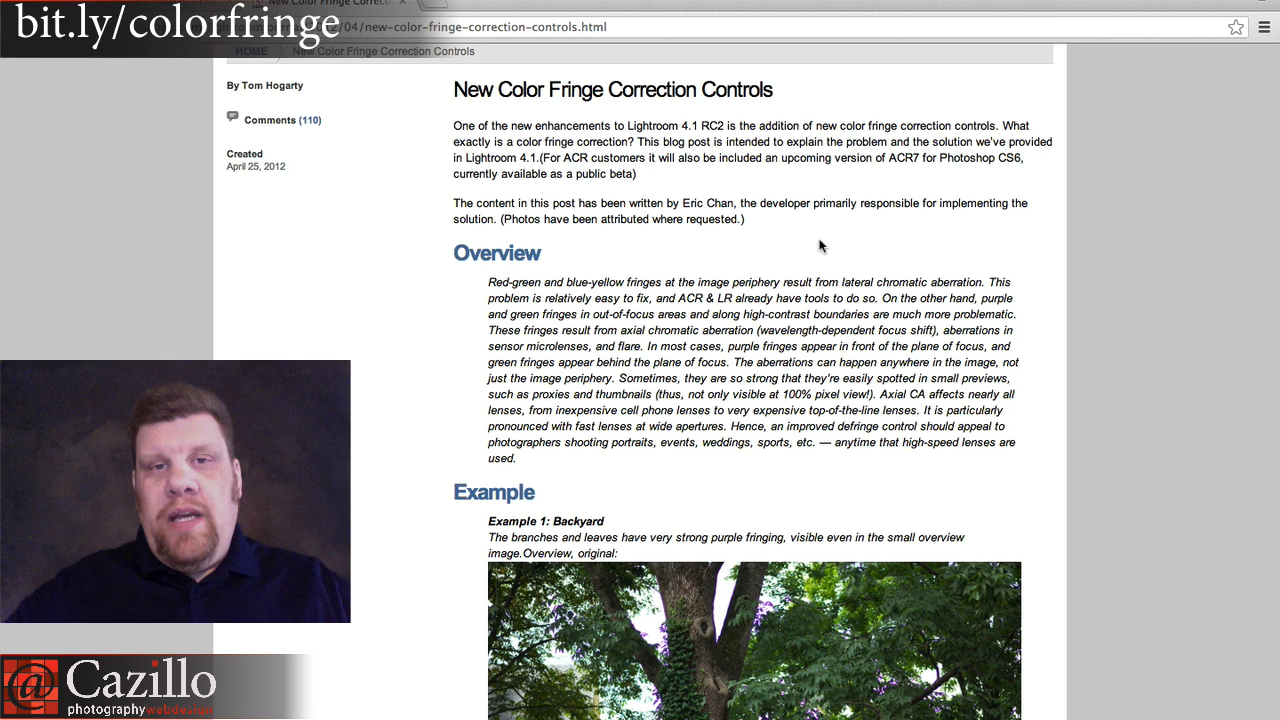 bit.ly/colorfringe
New Color Fringe Correcti
/04/new-color-fringe-correction-controls.html
HOME
New Color Fringe Correction Controls
By Tom Hogarty
Comments (110)
Created
April 25, 2012
New Color Fringe Correction Controls
One of the new enhancements to Lightroom 4.1 RC2 is the addition of new color fringe correction controls. What
exactly is a color fringe correction? This blog post is intended to explain the problem and the solution we've provided
in Lightroom 4.1.(For ACR customers it will also be included an upcoming version of ACR7 for Photoshop CS6,
currently available as a public beta)
The content in this post has been written by Eric Chan, the developer primarily responsible for implementing the
solution. (Photos have been attributed where requested.)
Overview
Red-green and blue-yellow fringes at the image periphery result from lateral chromatic aberration. This
problem is relatively easy to fix, and ACR & LR already have tools to do so. On the other hand, purple
and green fringes in out-of-focus areas and along high-contrast boundaries are much more problematic.
These fringes result from axial chromatic aberration (wavelength-dependent focus shift), aberrations in
sensor microlenses, and flare. In most cases, purple fringes appear in front of the plane of focus, and
green fringes appear behind the plane of focus. The aberrations can happen anywhere in the image, not
just the image periphery. Sometimes, they are so strong that they're easily spotted in small previews,
such as proxies and thumbnails (thus, not only visible at 100% pixel view!). Axial CA affects nearly all
lenses, from inexpensive cell phone lenses to very expensive top-of-the-line lenses. It is particularly
pronounced with fast lenses at wide apertures. Hence, an improved defringe control should appeal to
photographers shooting portraits, events, weddings, sports, etc. — anytime that high-speed lenses are
used.
Example
Example 1: Backyard
The branches and leaves have very strong purple fringing, visible even in the small overview
image.Overview, original:
@ Cazillo
photographywebdesign